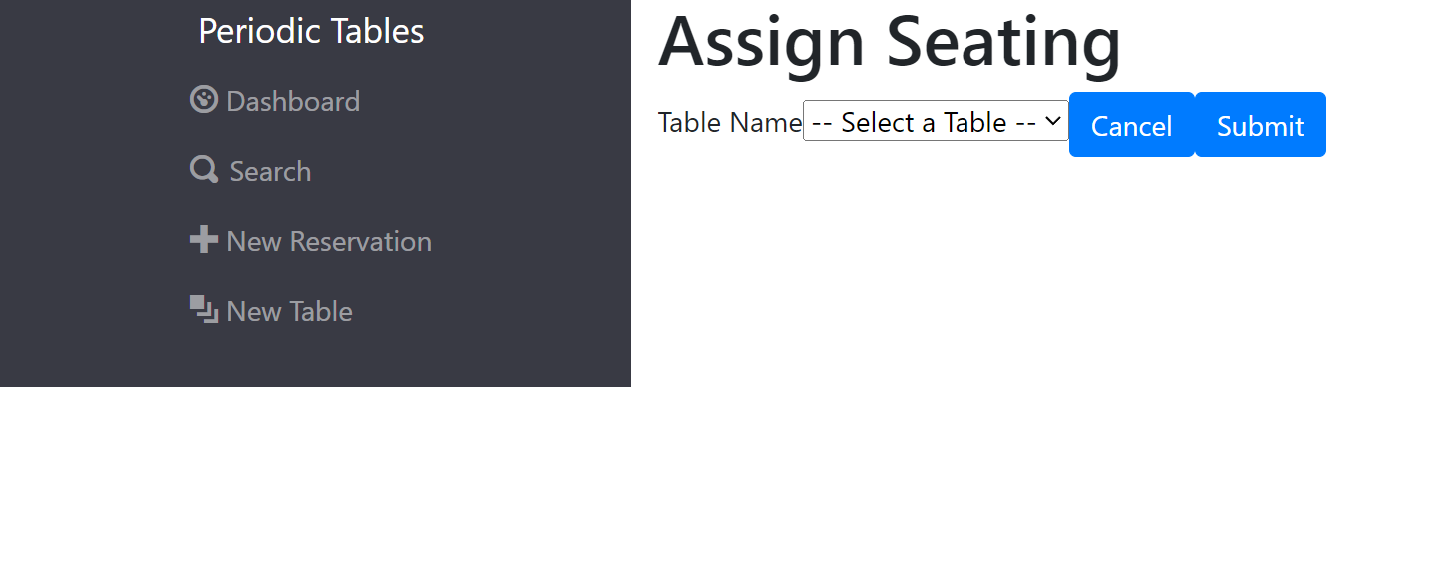 Periodic Tables
Dashboard
Search
New Reservation
New Table
Assign Seating
Table Name -- Select a Table -- Cancel Submit